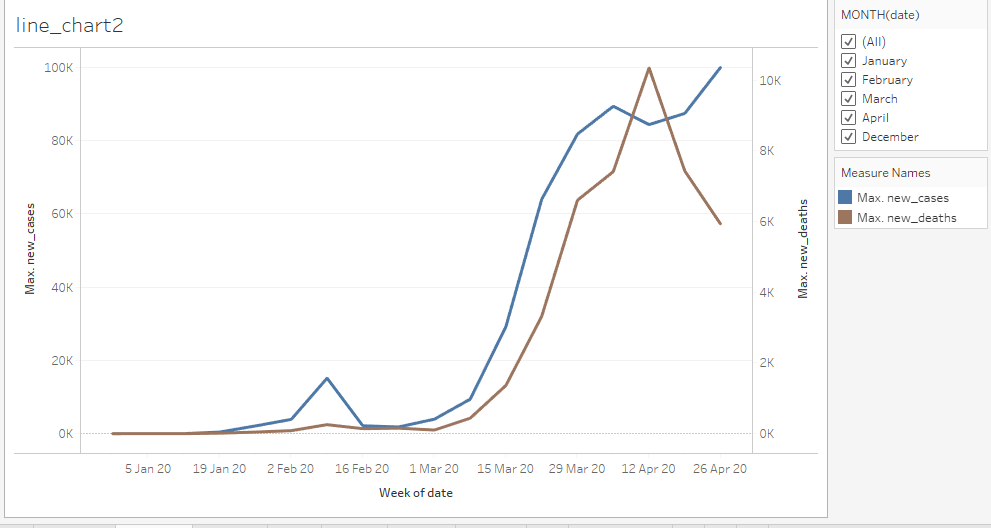 line_chart2
100K
80K
60K
40K
20K
0K
Max. new_cases
10K
8K
6K
4K
2K
0K
Max. new_deaths
5 Jan 20 19 Jan 20 2 Feb 20 16 Feb 20 1 Mar 20 15 Mar 20 29 Mar 20 12 Apr 20 26 Apr 20
Week of date
MONTH(date)
(All)
January
February
March
April
December
Measure Names
Max. new_cases
Max. new_deaths